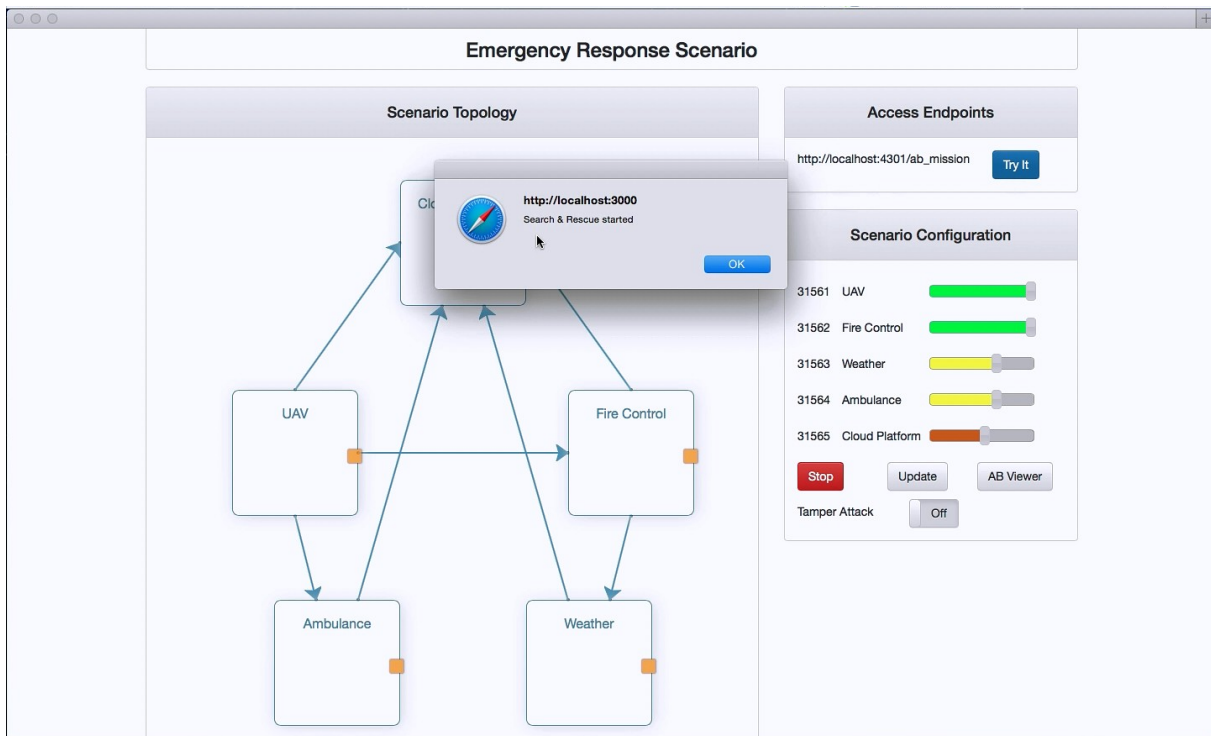 Emergency Response Scenario
Scenario Topology
http://localhost:3000
Search & Rescue started
OK
UAV
Fire Control
Ambulance
Weather
Access Endpoints
http://localhost:4301/ab_mission
Try It
Scenario Configuration
31561 UAV
31562 Fire Control
31563 Weather
31564 Ambulance
31565 Cloud Platform
Stop Update AB Viewer
Tamper Attack Off